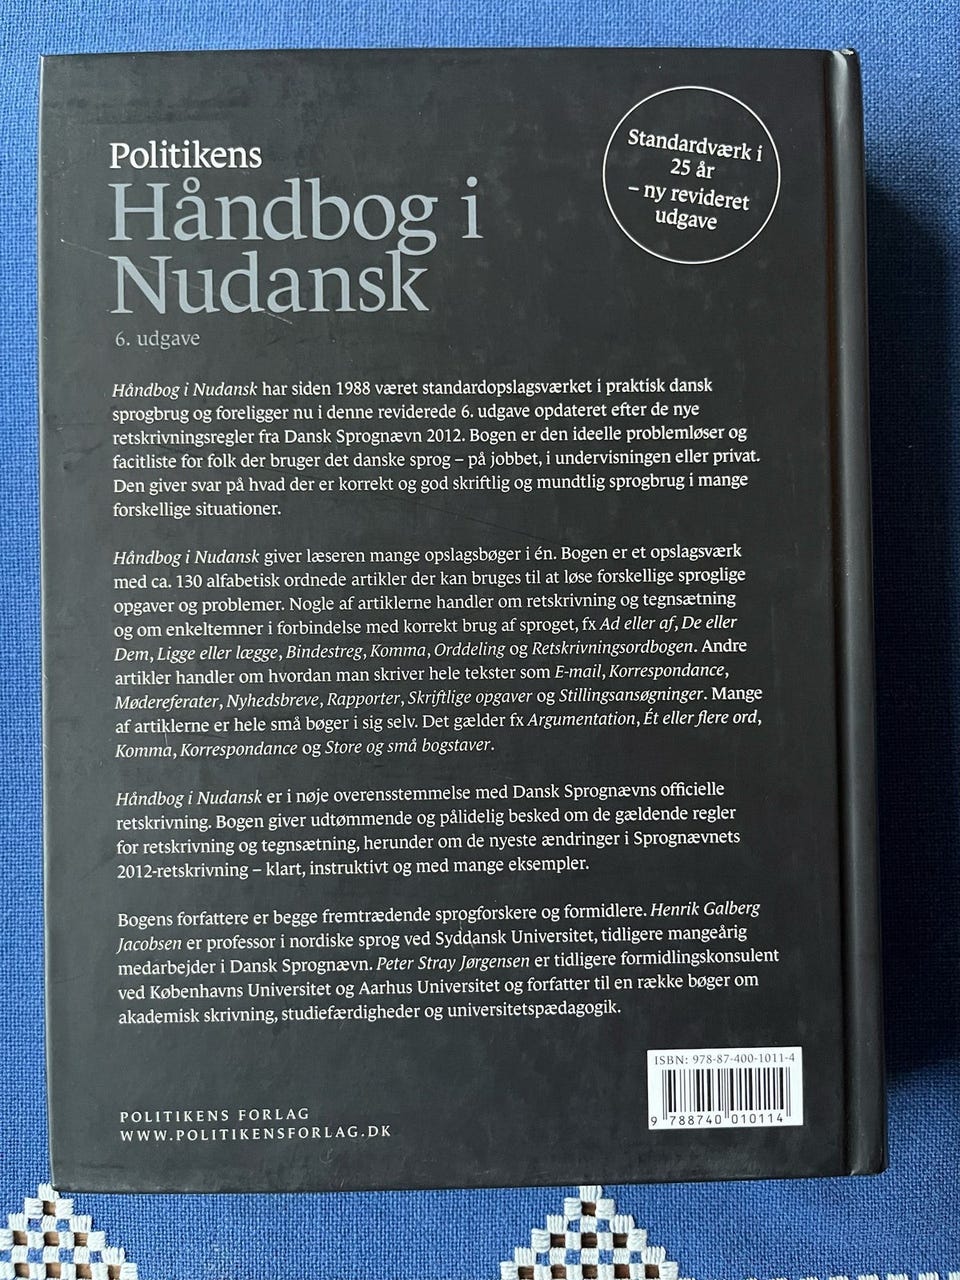 Politikens
Håndbog i
Nudansk
6. udgave
Standardværk i
25 år
– ny revideret
udgave
Håndbog i Nudansk har siden 1988 været standardopslagsværket i praktisk dansk
sprogbrug og foreligger nu i denne reviderede 6. udgave opdateret efter de nye
retskrivningsregler fra Dansk Sprognævn 2012. Bogen er den ideelle problemløser og
facitliste for folk der bruger det danske sprog – på jobbet, i undervisningen eller privat.
Den giver svar på hvad der er korrekt og god skriftlig og mundtlig sprogbrug i mange
forskellige situationer.
Håndbog i Nudansk giver læseren mange opslagsbøger i én. Bogen er et opslagsværk
med ca. 130 alfabetisk ordnede artikler der kan bruges til at løse forskellige sproglige
opgaver og problemer. Nogle af artiklerne handler om retskrivning og tegnsætning
og om enkeltemner i forbindelse med korrekt brug af sproget, fx Ad eller af, De eller
Dem, Ligge eller lægge, Bindestreg, Komma, Orddeling og Retskrivningsordbogen. Andre
artikler handler om hvordan man skriver hele tekster som E-mail, Korrespondance,
Mødereferater, Nyhedsbreve, Rapporter, Skriftlige opgaver og Stillingsansøgninger. Mange
af artiklerne er hele små bøger i sig selv. Det gælder fx Argumentation, Ét eller flere ord,
Komma, Korrespondance og Store og små bogstaver.
Håndbog i Nudansk er i nøje overensstemmelse med Dansk Sprognævns officielle
retskrivning. Bogen giver udtømmende og pålidelig besked om de gældende regler
for retskrivning og tegnsætning, herunder om de nyeste ændringer i Sprognævnets
2012-retskrivning – klart, instruktivt og med mange eksempler.
Bogens forfattere er begge fremtrædende sprogforskere og formidlere. Henrik Galberg
Jacobsen er professor i nordiske sprog ved Syddansk Universitet, tidligere mangeårig
medarbejder i Dansk Sprognævn. Peter Stray Jørgensen er tidligere formidlingskonsulent
ved Københavns Universitet og Aarhus Universitet og forfatter til en række bøger om
akademisk skrivning, studiefærdigheder og universitetspædagogik.
ISBN: 978-87-400-1011-4
9 788740 010114
POLITIKENS FORLAG
WWW.POLITIKENSFORLAG.DK